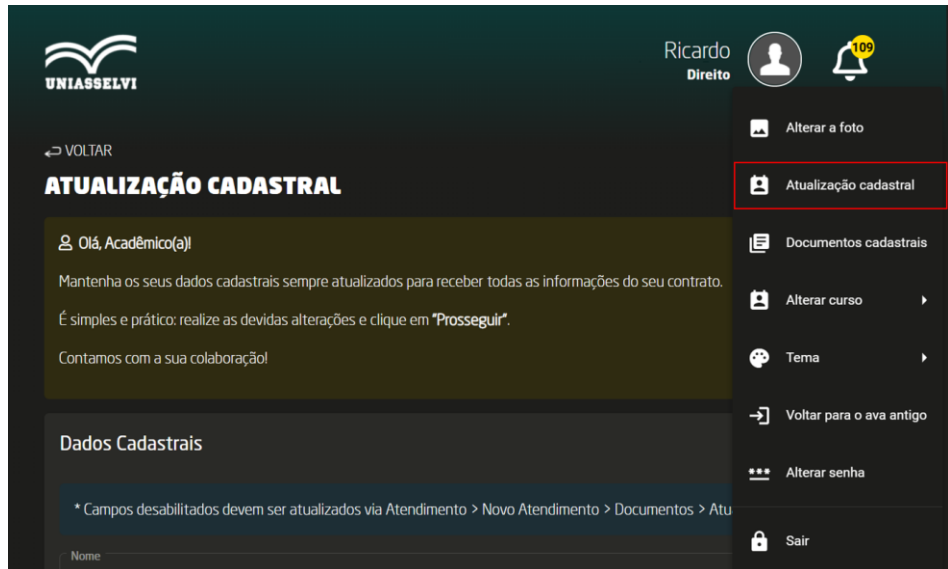 UNIASSELVI
Ricardo
Direito
109
VOLTAR
ATUALIZAÇÃO CADASTRAL
Olá, Acadêmico(a)!
Mantenha os seus dados cadastrais sempre atualizados para receber todas as informações do seu contrato.
É simples e prático: realize as devidas alterações e clique em "Prosseguir".
Contamos com a sua colaboração!
Dados Cadastrais
* Campos desabilitados devem ser atualizados via Atendimento > Novo Atendimento > Documentos > Atu
Nome
Alterar a foto
Atualização cadastral
Documentos cadastrais
Alterar curso
Tema
Voltar para o ava antigo
Alterar senha
Sair